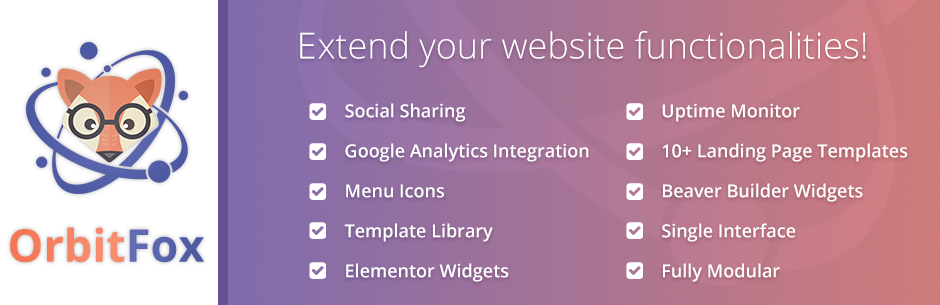 Extend your website functionalities!
Social Sharing
Google Analytics Integration
Menu Icons
Template Library
Elementor Widgets
Uptime Monitor
10+ Landing Page Templates
Beaver Builder Widgets
Single Interface
Fully Modular
OrbitFox